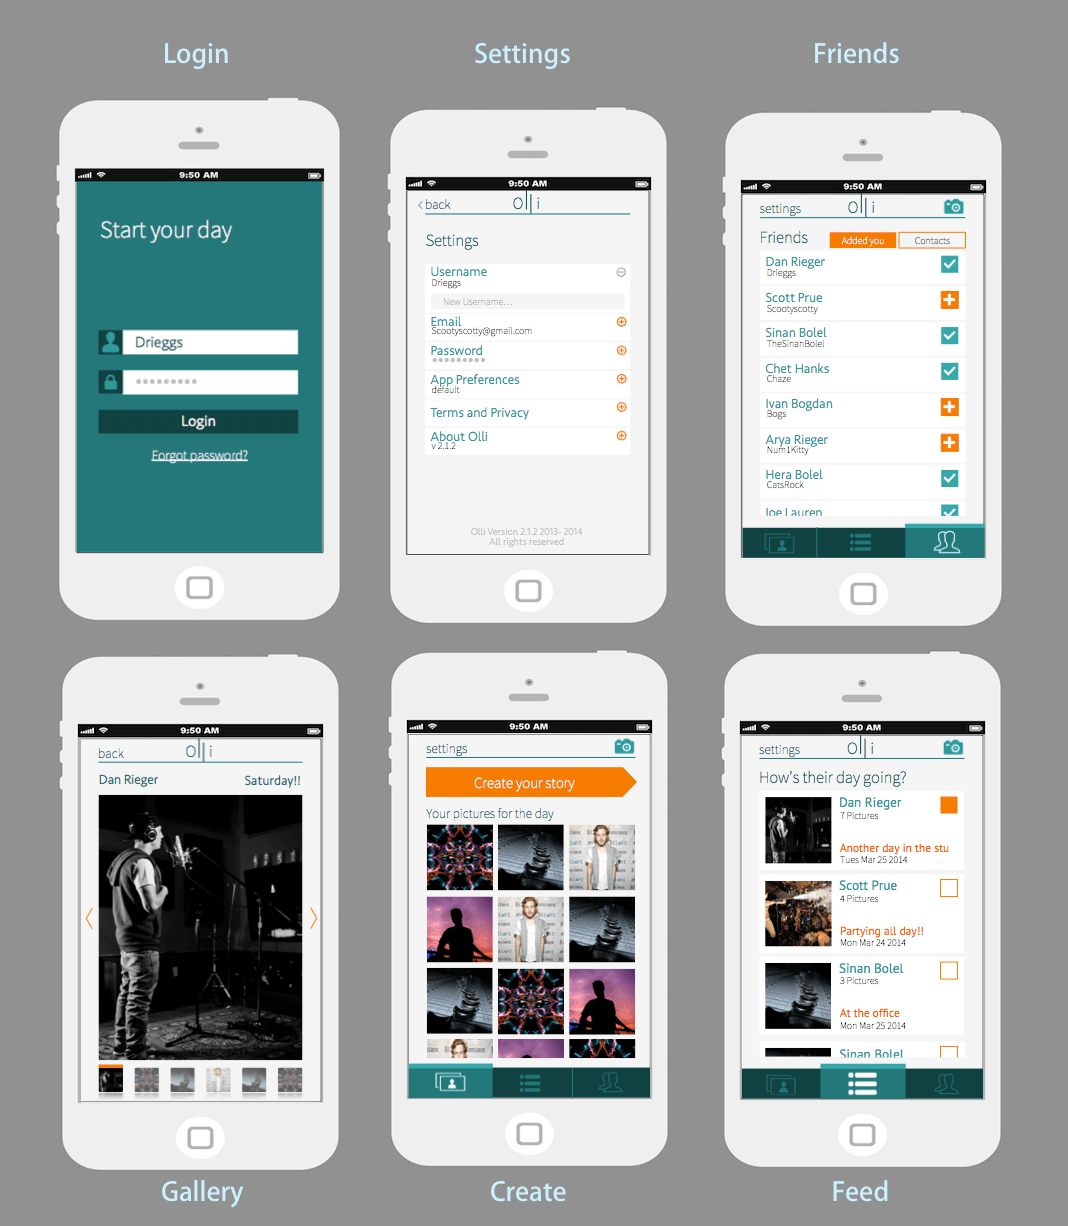 Login
Settings
Friends
9:50 AM
Start your day
Drieggs
Login
Forgot password?
9:50 AM
back
Olli
Settings
Username
Drieggs
New Username...
Email
Scootyscotty@gmail.com
Password
App Preferences
default
Terms and Privacy
About Olli
v 2.1.2
Olli Version 2.1.2 2013- 2014
All rights reserved
9:50 AM
settings
Olli
Friends
Added you
Contacts
Dan Rieger
Drieggs
Scott Prue
Scootyscotty
Sinan Bolel
TheSinanBolel
Chet Hanks
Chaze
Ivan Bogdan
Bogs
Arya Rieger
Num1Kitty
Hera Bolel
CatsRock
Joe Lauren
9:50 AM
back
Olli
Dan Rieger
Saturday!!
9:50 AM
settings
Create your story
Your pictures for the day
9:50 AM
settings
Olli
How's their day going?
Dan Rieger
7 Pictures
Another day in the stu
Tues Mar 25 2014
Scott Prue
4 Pictures
Partying all day!!
Mon Mar 24 2014
Sinan Bolel
3 Pictures
At the office
Mon Mar 25 2014
Sinan Bolel
Gallery
Create
Feed